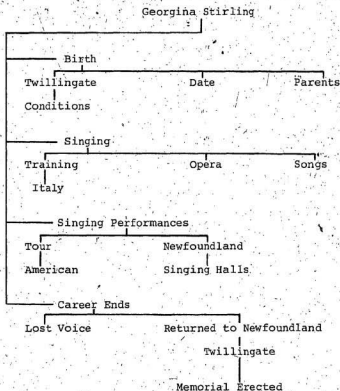 Georgina Stirling
Birth
Twillingate Date Parents
Conditions
Singing
Training Opera Songs
Italy
Singing Performances
Tour Newfoundland
American Singing Halls
Career Ends
Lost Voice Returned to Newfoundland
Twillingate
Memorial Erected